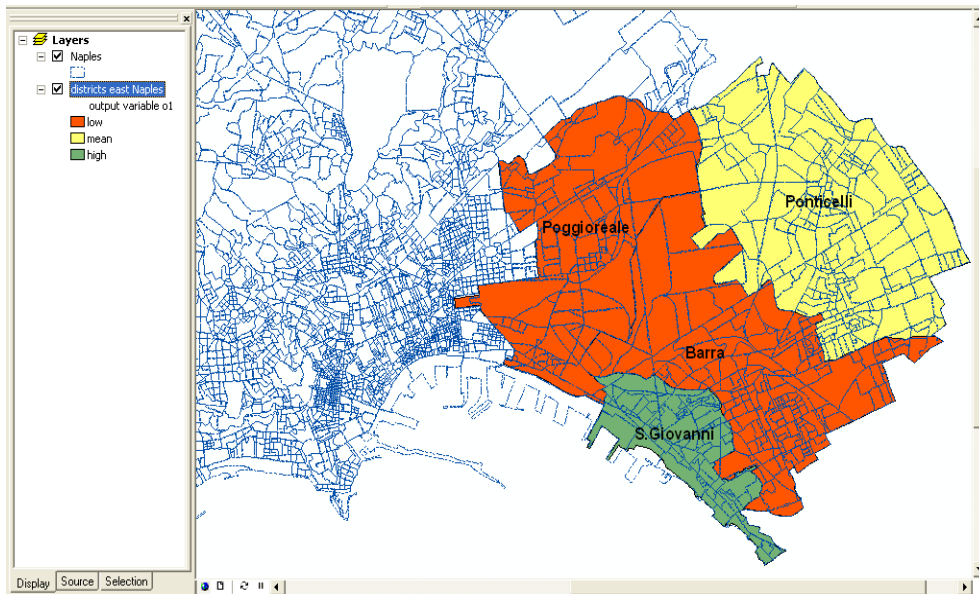 Layers
Naples
districts east Naples
output variable o1
low
mean
high
Ponticelli
Poggioreale
Barra
S.Giovanni
Display
Source
Selection